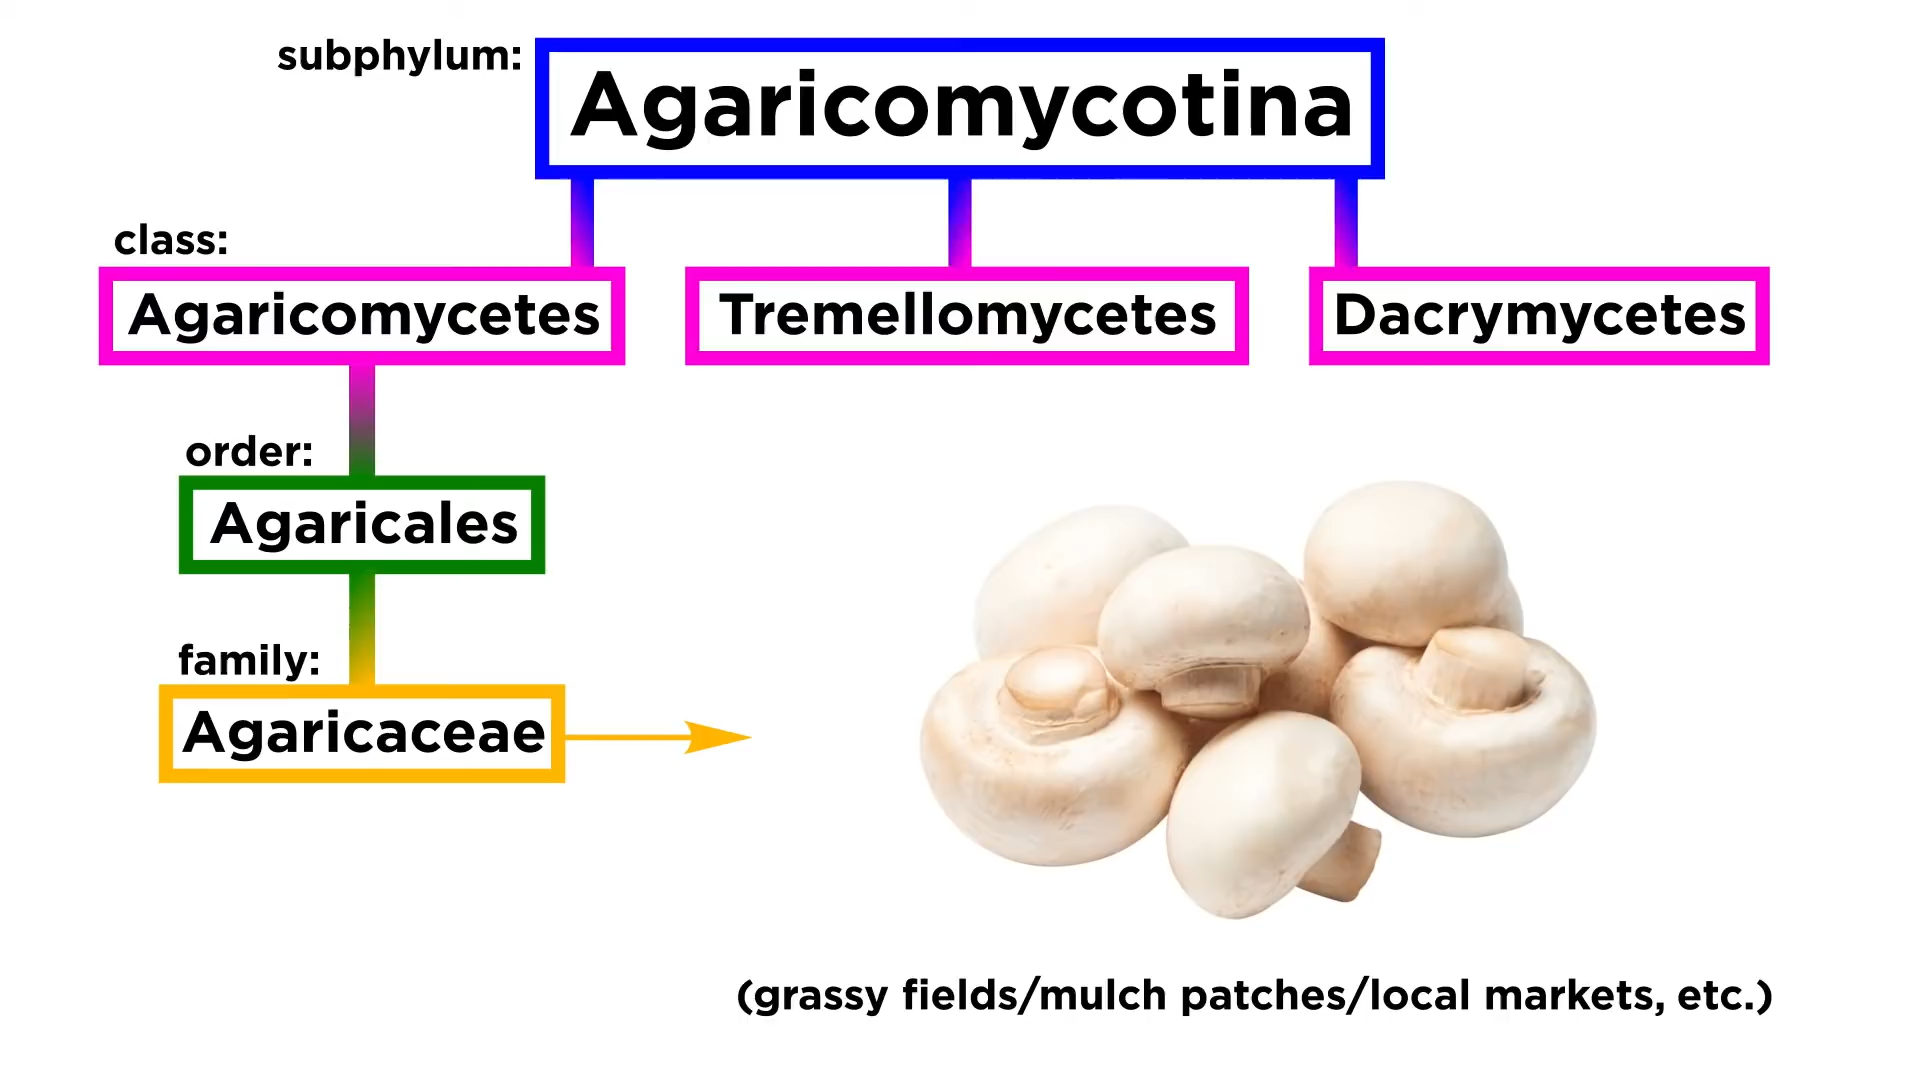 subphylum:
Agaricomycotina
class:
Agaricomycetes
Tremellomycetes
Dacrymycetes
order:
Agaricales
family:
Agaricaceae
(grassy fields/mulch patches/local markets, etc.)